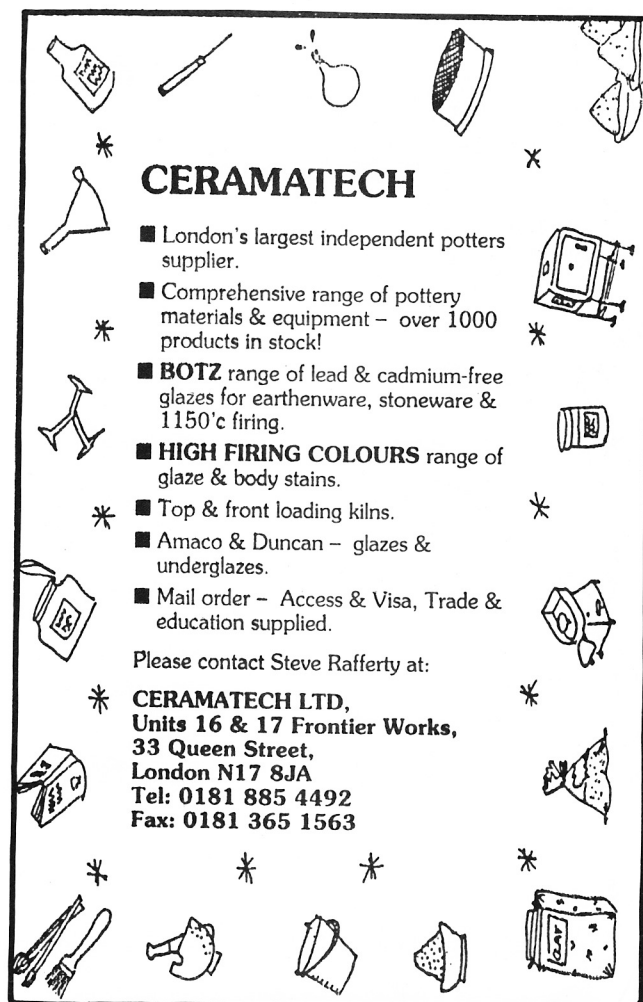 CERAMATECH
■ London's largest independent potters
supplier.
■ Comprehensive range of pottery
materials & equipment – over 1000
products in stock!
■ BOTZ range of lead & cadmium-free
glazes for earthenware, stoneware &
1150'c firing.
■ HIGH FIRING COLOURS range of
glaze & body stains.
■ Top & front loading kilns.
■ Amaco & Duncan – glazes &
underglazes.
■ Mail order – Access & Visa, Trade &
education supplied.
Please contact Steve Rafferty at:
CERAMATECH LTD,
Units 16 & 17 Frontier Works,
33 Queen Street,
London N17 8JA
Tel: 0181 885 4492
Fax: 0181 365 1563
CLAY